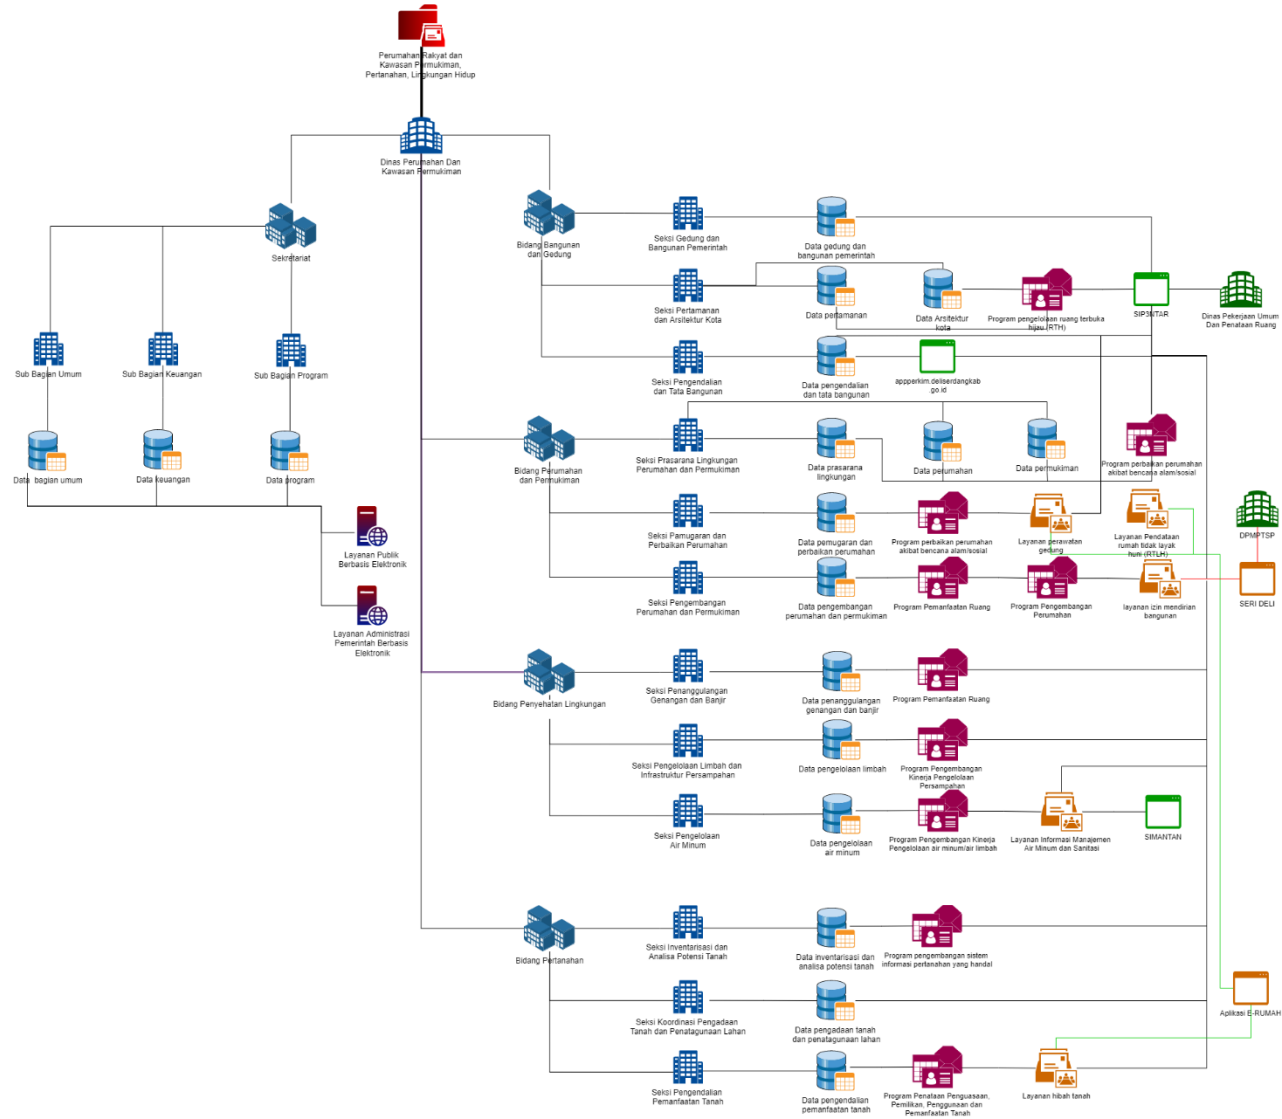 Perumahan Rakyat dan
Kawasan Permukiman,
Pertanahan, Lingkungan Hidup
Dinas Perumahan Dan
Kawasan Permukiman
Sekretariat
Bidang Bangunan
dan Gedung
Seksi Gedung dan
Bangunan Pemerintah
Data gedung dan
bangunan pemerintah
Seksi Pertamanan
dan Arsitektur Kota
Data pertamanan
Data Arsitektur
kota
Program pengelolaan ruang terbuka
hijau (RTH)
SIP3NTAR
Dinas Pekerjaan Umum
Dan Penataan Ruang
Sub Bagian Umum
Sub Bagian Keuangan
Sub Bagian Program
Seksi Pengendalian
dan Tata Bangunan
Data pengendalian
dan tata bangunan
appperkim.deliserdangkab.
go.id
Data bagian umum
Data keuangan
Data program
Bidang Perumahan
dan Permukiman
Seksi Prasarana Lingkungan
Perumahan dan Permukiman
Data prasarana
lingkungan
Data perumahan
Data permukiman
Program perbaikan perumahan
akibat bencana alam/sosial
Layanan Publik
Berbasis Elektronik
Seksi Pamugaran dan
Perbaikan Perumahan
Data pemugaran dan
perbaikan perumahan
Program perbaikan perumahan
akibat bencana alam/sosial
Layanan perawatan
gedung
Layanan Pendataan
rumah tidak layak
huni (RTLH)
DPMPTSP
Layanan Administrasi
Pemerintah Berbasis
Elektronik
Seksi Pengembangan
Perumahan dan Permukiman
Data pengembangan
perumahan dan permukiman
Program Pemanfaatan Ruang
Program Pengembangan
Perumahan
layanan izin mendirian
bangunan
SERI DELI
Bidang Penyehatan Lingkungan
Seksi Penanggulangan
Genangan dan Banjir
Data penanggulangan
genangan dan banjir
Program Pemanfaatan Ruang
Seksi Pengelolaan Limbah dan
Infrastruktur Persampahan
Data pengelolaan limbah
Program Pengembangan
Kinerja Pengelolaan
Persampahan
Seksi Pengelolaan
Air Minum
Data pengelolaan
air minum
Program Pengembangan Kinerja
Pengelolaan air minum/air limbah
Layanan Informasi Manajemen
Air Minum dan Sanitasi
SIMANTAN
Bidang Pertanahan
Seksi Inventarisasi dan
Analisa Potensi Tanah
Data inventarisasi dan
analisa potensi tanah
Program pengembangan sistem
informasi pertanahan yang handal
Seksi Koordinasi Pengadaan
Tanah dan Penatagunaan Lahan
Data pengadaan tanah
dan penatagunaan lahan
Aplikasi E-RUMAH
Seksi Pengendalian
Pemanfaatan Tanah
Data pengendalian
pemanfaatan tanah
Program Penataan Penguasaan,
Pemilikan, Penggunaan dan
Pemanfaatan Tanah
Layanan hibah tanah